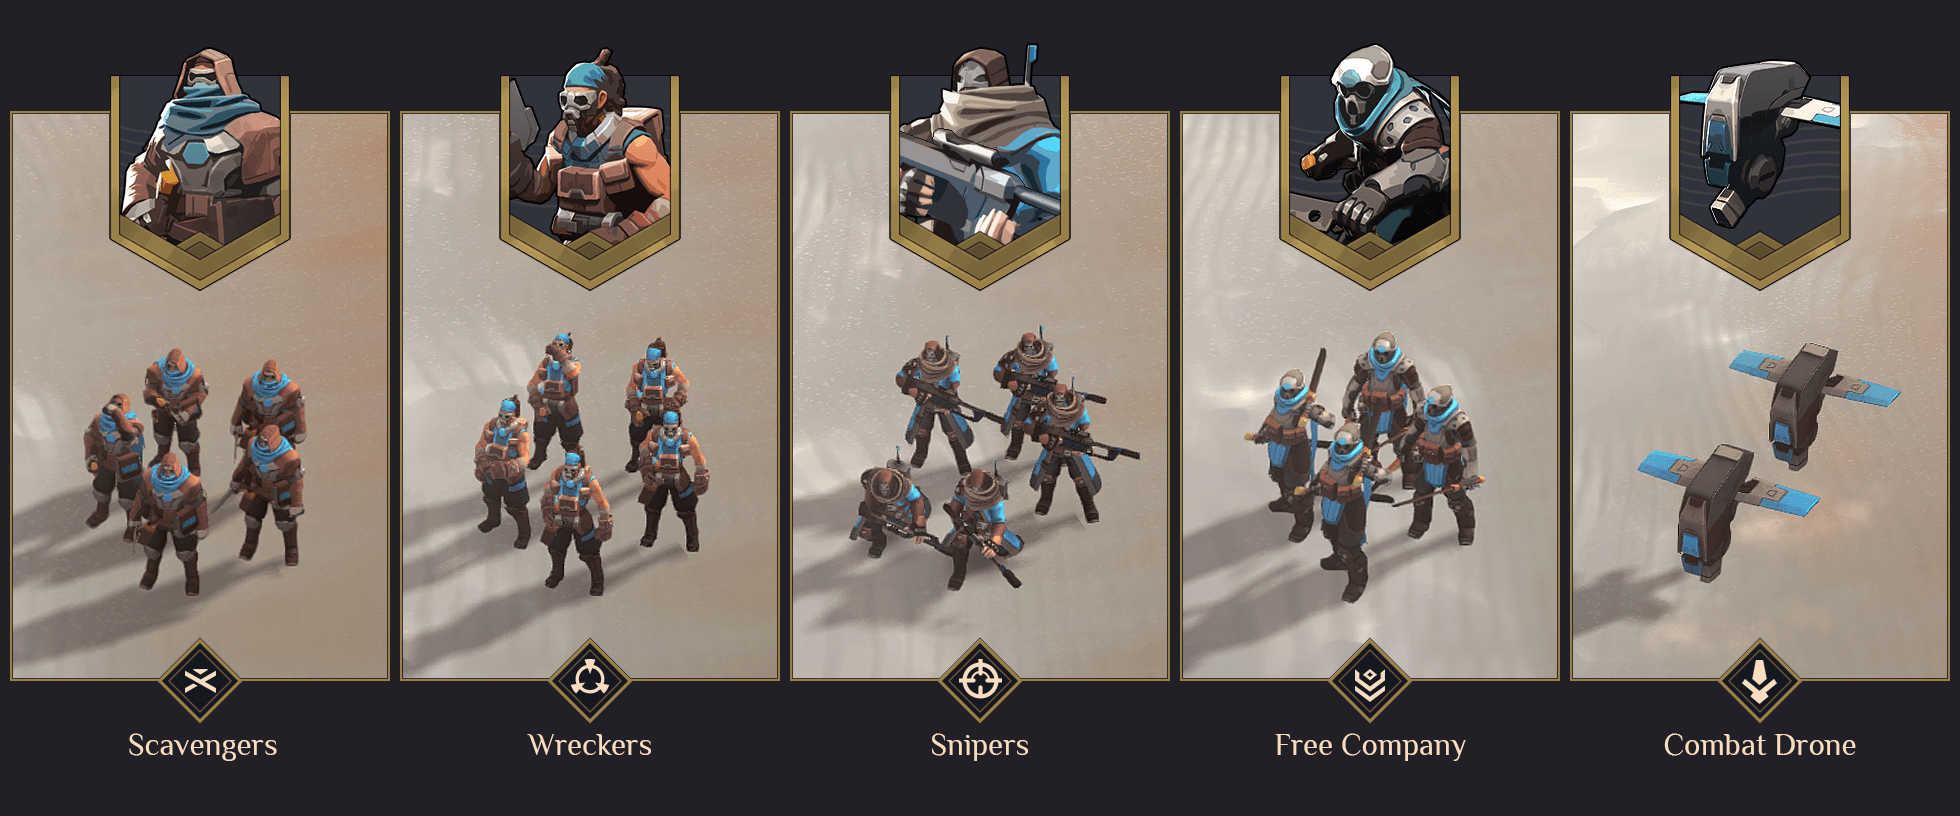 Scavengers
Wreckers
Snipers
Free Company
Combat Drone